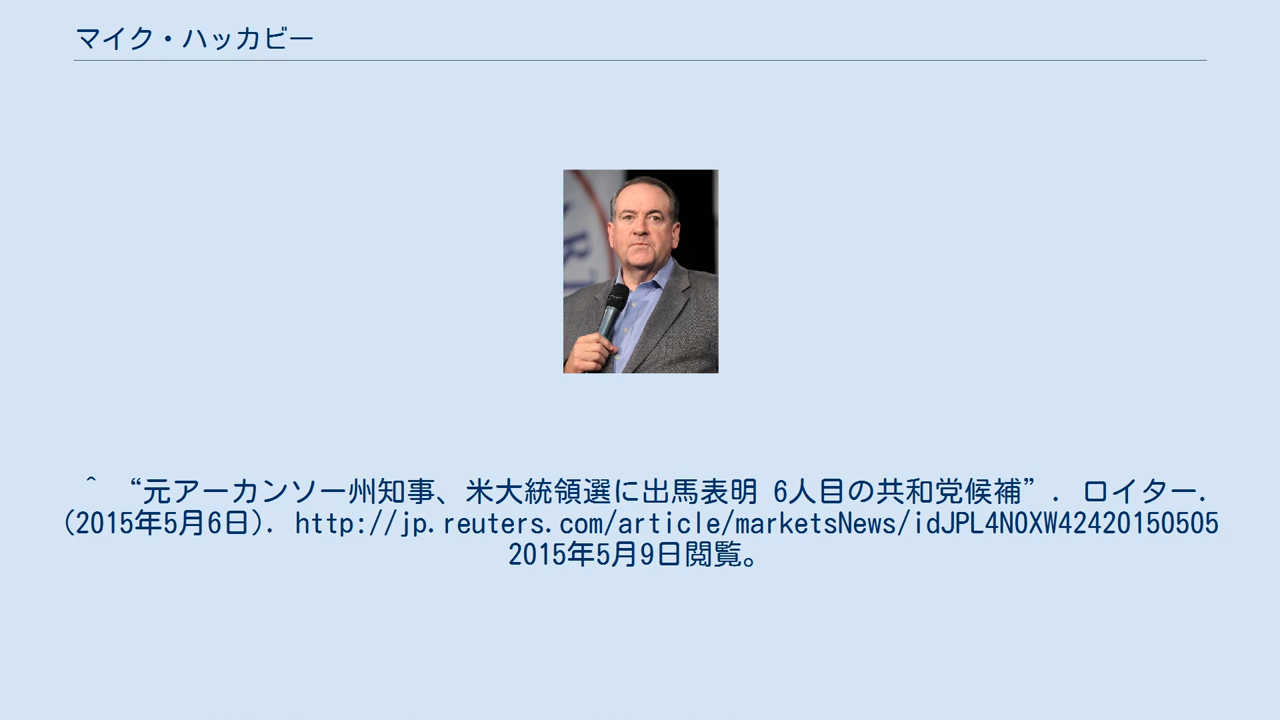 マイク・ハッカビー
^ “元アーカンソー州知事、米大統領選に出馬表明 6人目の共和党候補”. ロイター.
(2015年5月6日). http://jp.reuters.com/article/marketsNews/idJPL4N0XW42420150505
2015年5月9日閲覧。